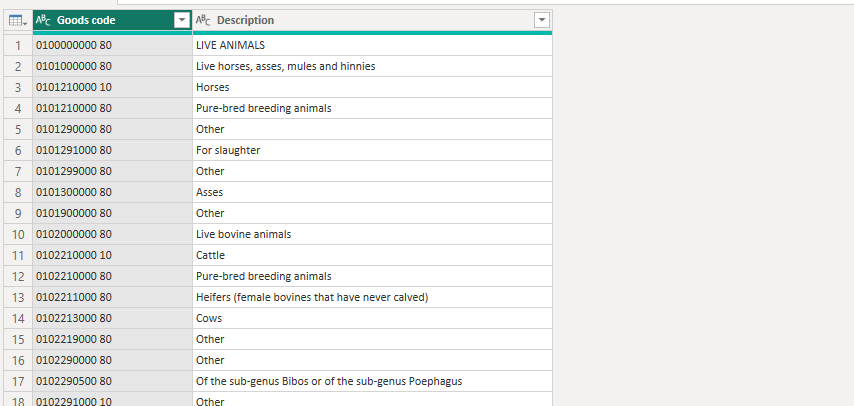 ABC Goods code ABC Description
1 0100000000 80 LIVE ANIMALS
2 0101000000 80 Live horses, asses, mules and hinnies
3 0101210000 10 Horses
4 0101210000 80 Pure-bred breeding animals
5 0101290000 80 Other
6 0101291000 80 For slaughter
7 0101299000 80 Other
8 0101300000 80 Asses
9 0101900000 80 Other
10 0102000000 80 Live bovine animals
11 0102210000 10 Cattle
12 0102210000 80 Pure-bred breeding animals
13 0102211000 80 Heifers (female bovines that have never calved)
14 0102213000 80 Cows
15 0102219000 80 Other
16 0102290000 80 Other
17 0102290500 80 Of the sub-genus Bibos or of the sub-genus Poephagus
18 0102291000 10 Other